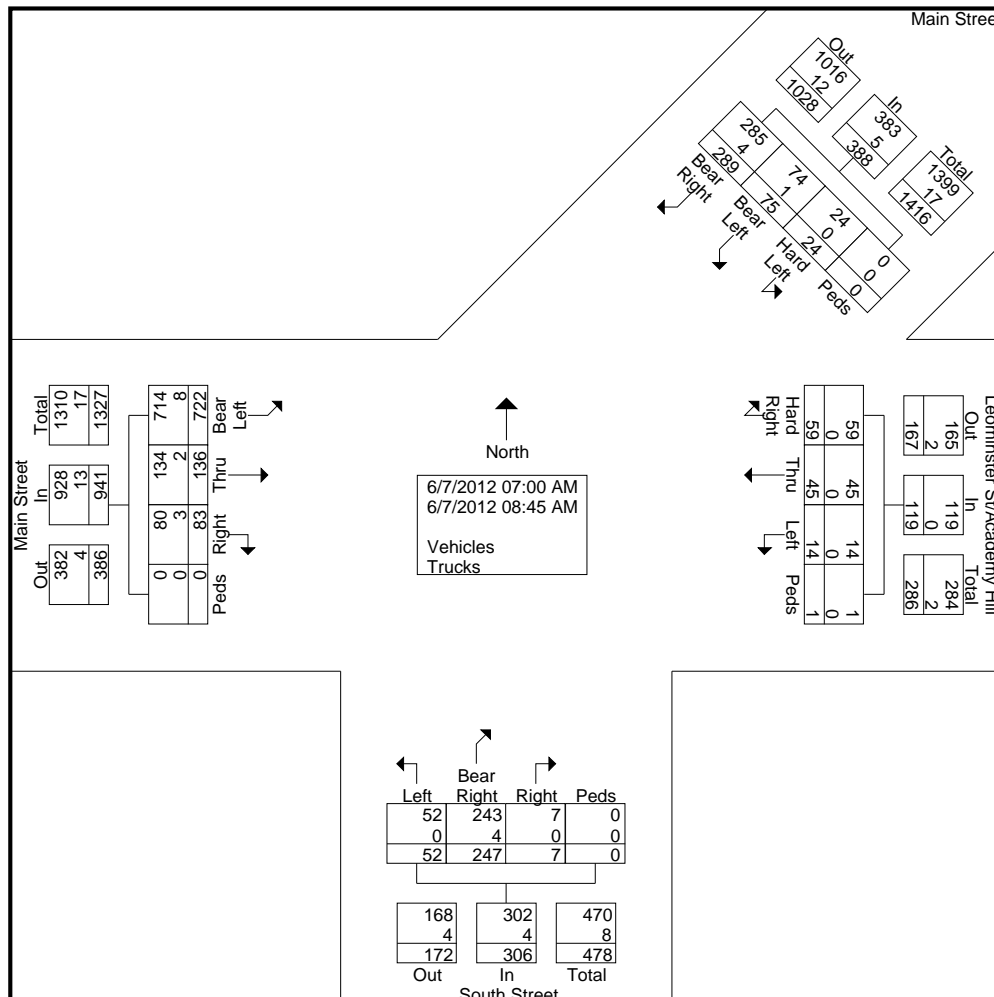 Main Stree
Out
1016
12
1028
In
383
5
388
Total
1399
17
1416
285 74 24 0
4 1 0 0
289 75 24 0
Bear Right
Bear Left
Hard Left
Peds
Main Street
Total
1310
17
1327
In
928
13
941
Out
382
4
386
714
8
722
Bear Left
134
2
136
Thru
80
3
83
Right
0
0
0
Peds
North
6/7/2012 07:00 AM
6/7/2012 08:45 AM
Vehicles
Trucks
Hard Right
59
0
59
Thru
45
0
45
Left
14
0
14
Peds
1
0
1
Leominster St/Academy Hill
Out
165
2
167
In
119
0
119
Total
284
2
286
Left Bear Right Right Peds
52 243 7 0
0 4 0 0
52 247 7 0
168 302 470
4 4 8
172 306 478
Out In Total
South Street